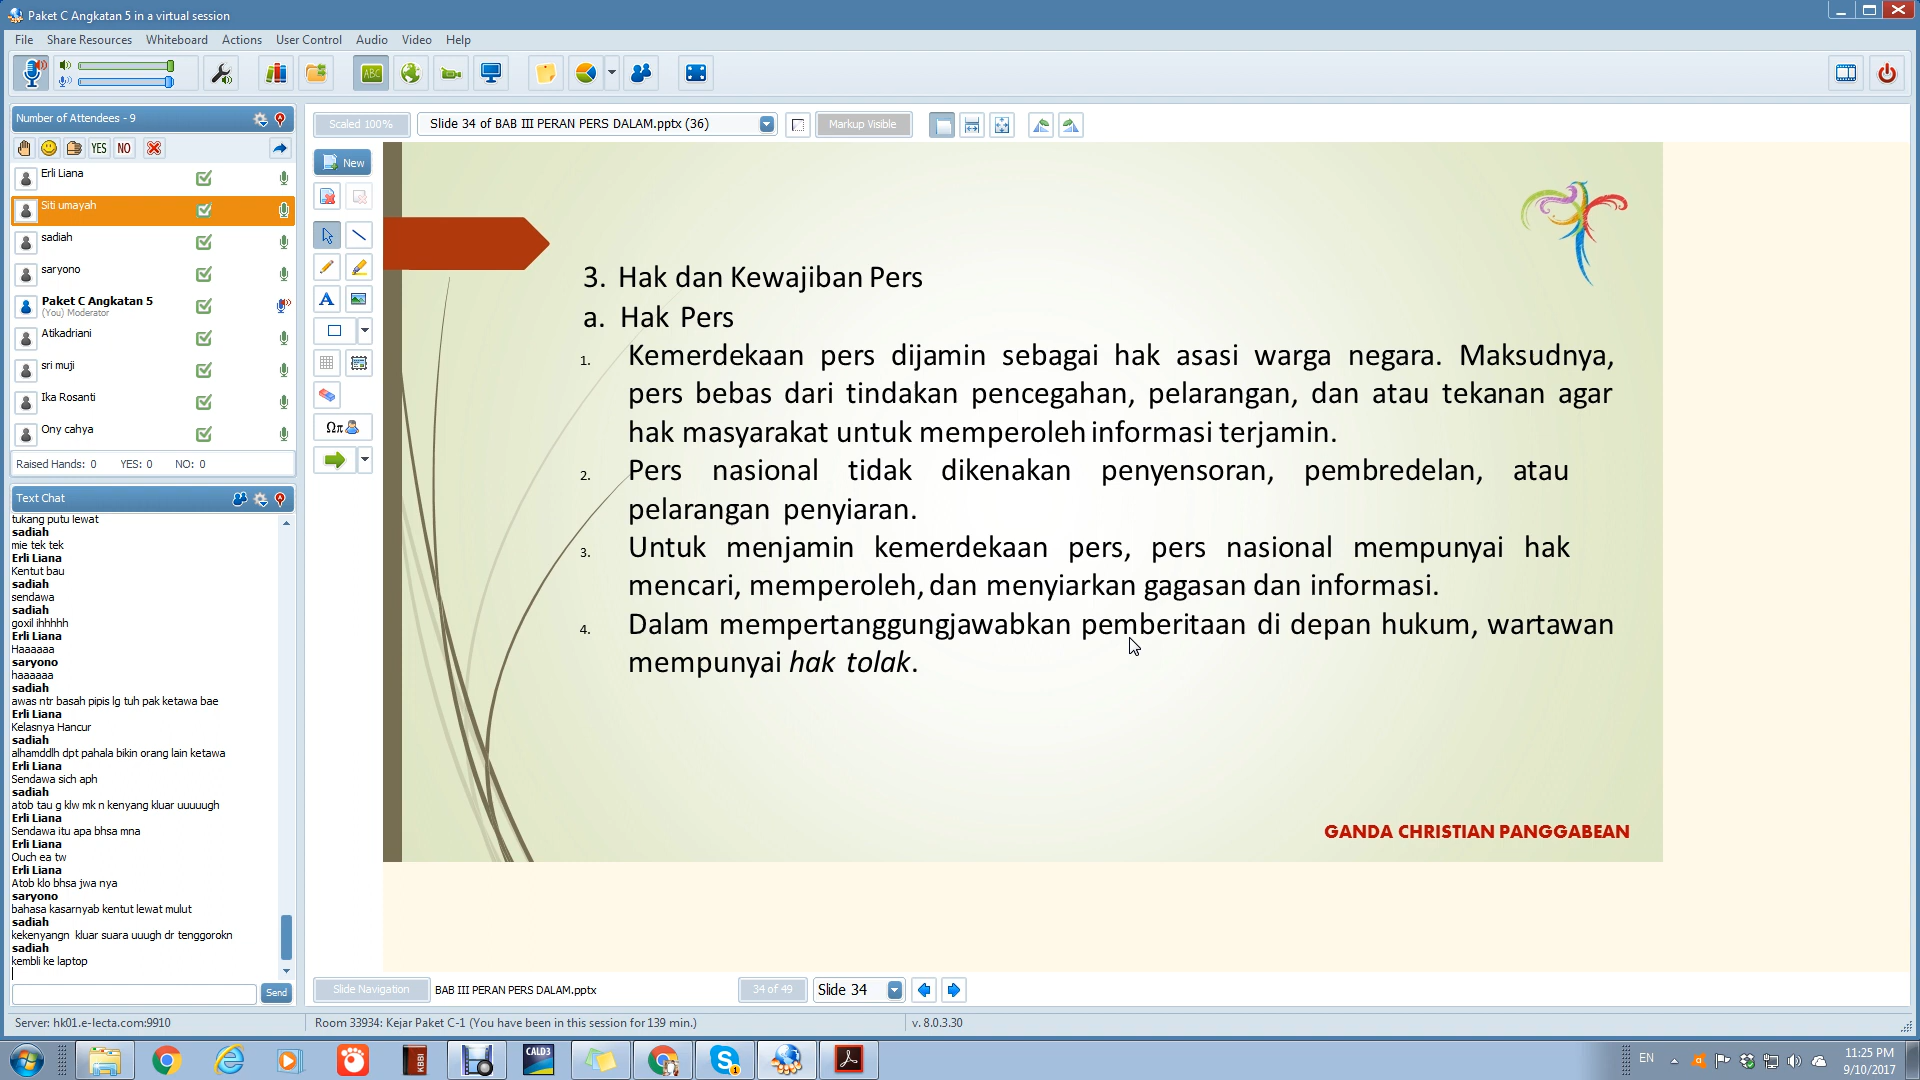 Paket C Angkatan 5 in a virtual session
File Share Resources Whiteboard Actions User Control Audio Video Help
ABC
Number of Attendees - 9
YES NO
Erli Liana
Siti umayah
sadiah
saryono
Paket C Angkatan 5
(You) Moderator
Atikadriani
sri muji
Ika Rosanti
Ony cahya
Raised Hands: 0 YES: 0 NO: 0
Text Chat
tukang putu lewat
sadiah
mie tek tek
Erli Liana
Kentut bau
sadiah
sendawa
sadiah
goxil ihhhhh
Erli Liana
Haaaaaa
saryono
haaaaaa
sadiah
awas ntr basah pipis lg tuh pak ketawa bae
Erli Liana
Kelasnya Hancur
sadiah
alhamddlh dpt pahala bikin orang lain ketawa
Erli Liana
Sendawa sich aph
sadiah
atob tau g klw mk n kenyang kluar uuuuugh
Erli Liana
Sendawa itu apa bhsa mna
Erli Liana
Ouch ea tw
Erli Liana
Atob klo bhsa jwa nya
saryono
bahasa kasarnyab kentut lewat mulut
sadiah
kekenyangn kluar suara uuugh dr tenggorokn
sadiah
kembli ke laptop
Send
Scaled 100%
Slide 34 of BAB III PERAN PERS DALAM.pptx (36)
Markup Visible
New
A
Ωπ
3. Hak dan Kewajiban Pers
a. Hak Pers
1. Kemerdekaan pers dijamin sebagai hak asasi warga negara. Maksudnya,
pers bebas dari tindakan pencegahan, pelarangan, dan atau tekanan agar
hak masyarakat untuk memperoleh informasi terjamin.
2. Pers nasional tidak dikenakan penyensoran, pembredelan, atau
pelarangan penyiaran.
3. Untuk menjamin kemerdekaan pers, pers nasional mempunyai hak
mencari, memperoleh, dan menyiarkan gagasan dan informasi.
4. Dalam mempertanggungjawabkan pemberitaan di depan hukum, wartawan
mempunyai hak tolak.
GANDA CHRISTIAN PANGGABEAN
Slide Navigation
BAB III PERAN PERS DALAM.pptx
34 of 49
Slide 34
Server: hk01.e-lecta.com:9910
Room 33934: Kejar Paket C-1 (You have been in this session for 139 min.)
v. 8.0.3.30
KBBI
CALD3
EN
11:25 PM
9/10/2017